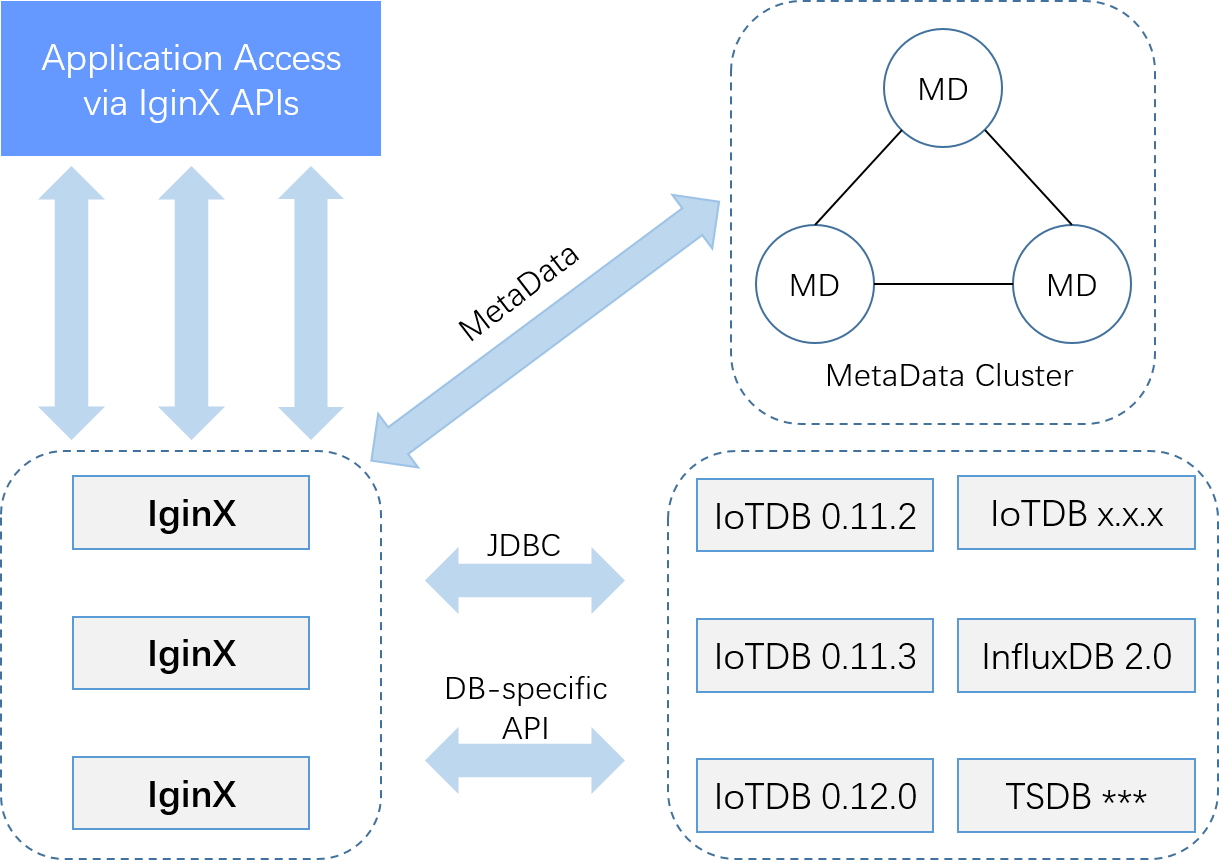 Application Access
via IginX APIs
MD
MD
MD
MetaData Cluster
MetaData
IginX
IginX
IginX
JDBC
DB-specific
API
IoTDB 0.11.2
IoTDB x.x.x
IoTDB 0.11.3
InfluxDB 2.0
IoTDB 0.12.0
TSDB ***